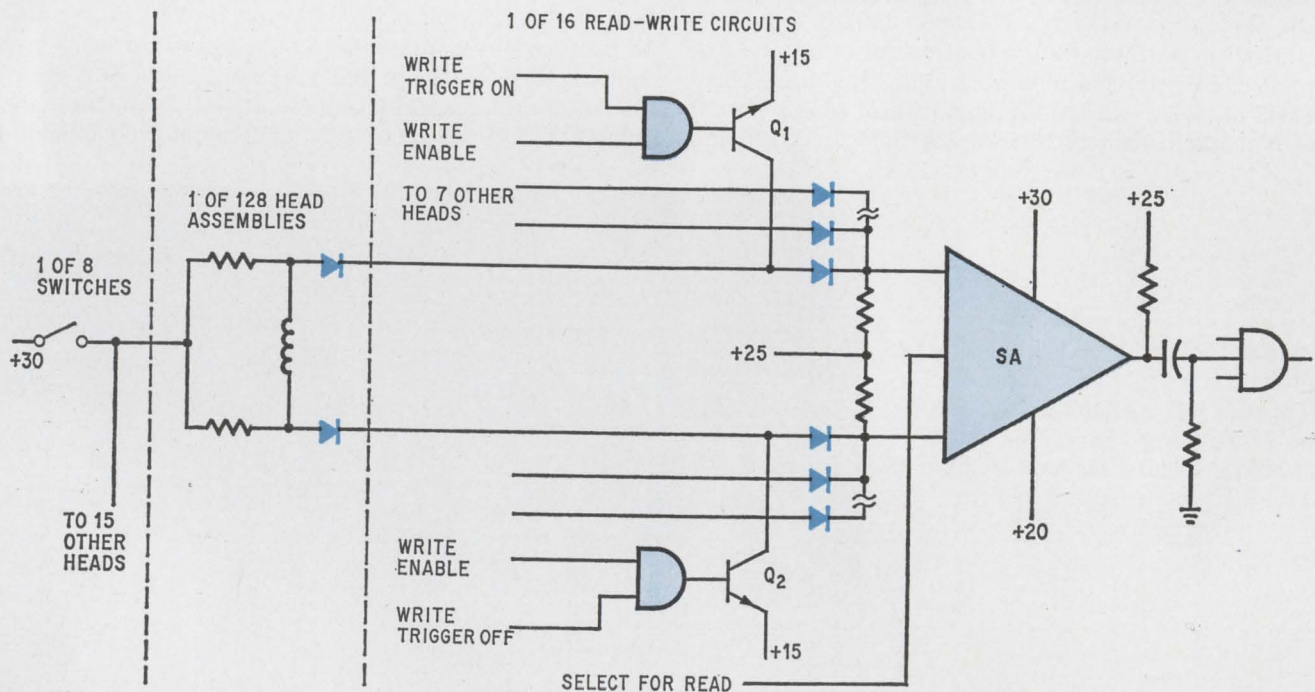 1 OF 16 READ-WRITE CIRCUITS
WRITE
TRIGGER ON
+15
WRITE
ENABLE
Q1
1 OF 128 HEAD
ASSEMBLIES
TO 7 OTHER
HEADS
+30
+25
1 OF 8
SWITCHES
+30
+25
SA
TO 15
OTHER
HEADS
WRITE
ENABLE
Q2
+20
WRITE
TRIGGER OFF
+15
SELECT FOR READ